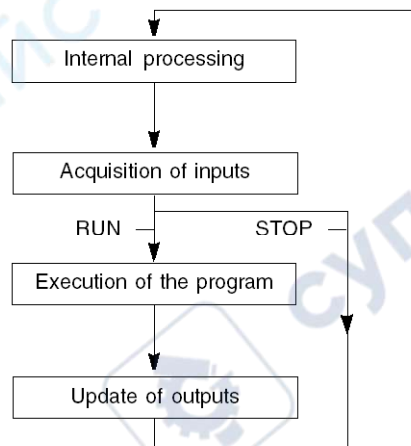 Internal processing
Acquisition of inputs
RUN
STOP
Execution of the program
Update of outputs